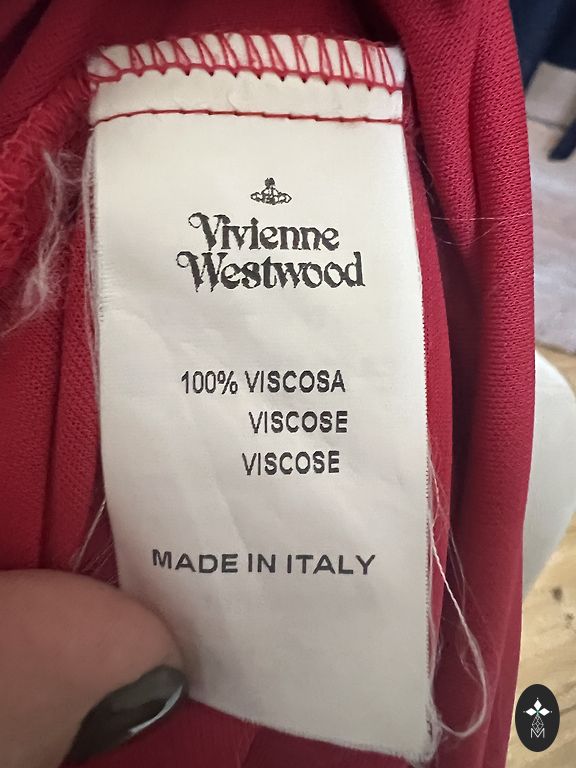 Vivienne
Westwood
100% VISCOSA
VISCOSE
VISCOSE
MADE IN ITALY
M